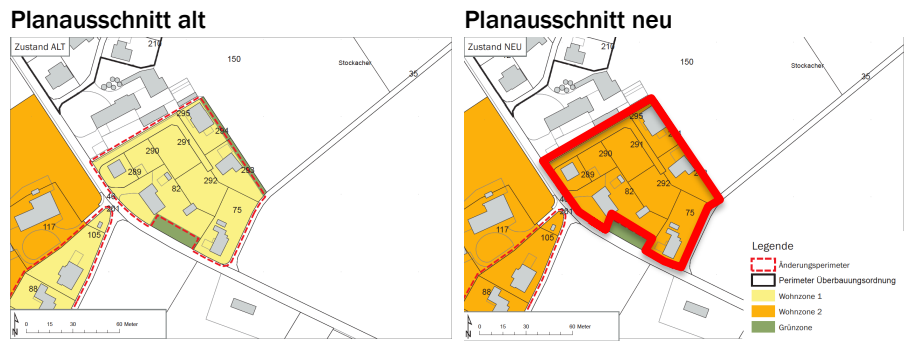 Planausschnitt alt
Zustand ALT
210
150
Stockacher
35
295
294
291
290
289
293
292
82
75
201
117
105
88
N
0 15 30 60 Meter
Planausschnitt neu
Zustand NEU
210
150
Stockacher
35
295
291
290
289
292
82
75
201
117
105
88
N
0 15 30 60 Meter
Legende
Änderungsperimeter
Perimeter Überbauungsordnung
Wohnzone 1
Wohnzone 2
Grünzone